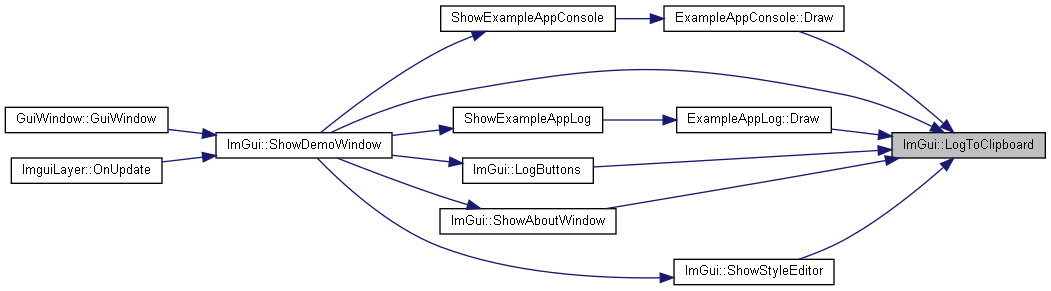 ShowExampleAppConsole
ExampleAppConsole::Draw
GuiWindow::GuiWindow
ShowExampleAppLog
ExampleAppLog::Draw
ImGui::ShowDemoWindow
ImGui::LogToClipboard
ImguiLayer::OnUpdate
ImGui::LogButtons
ImGui::ShowAboutWindow
ImGui::ShowStyleEditor